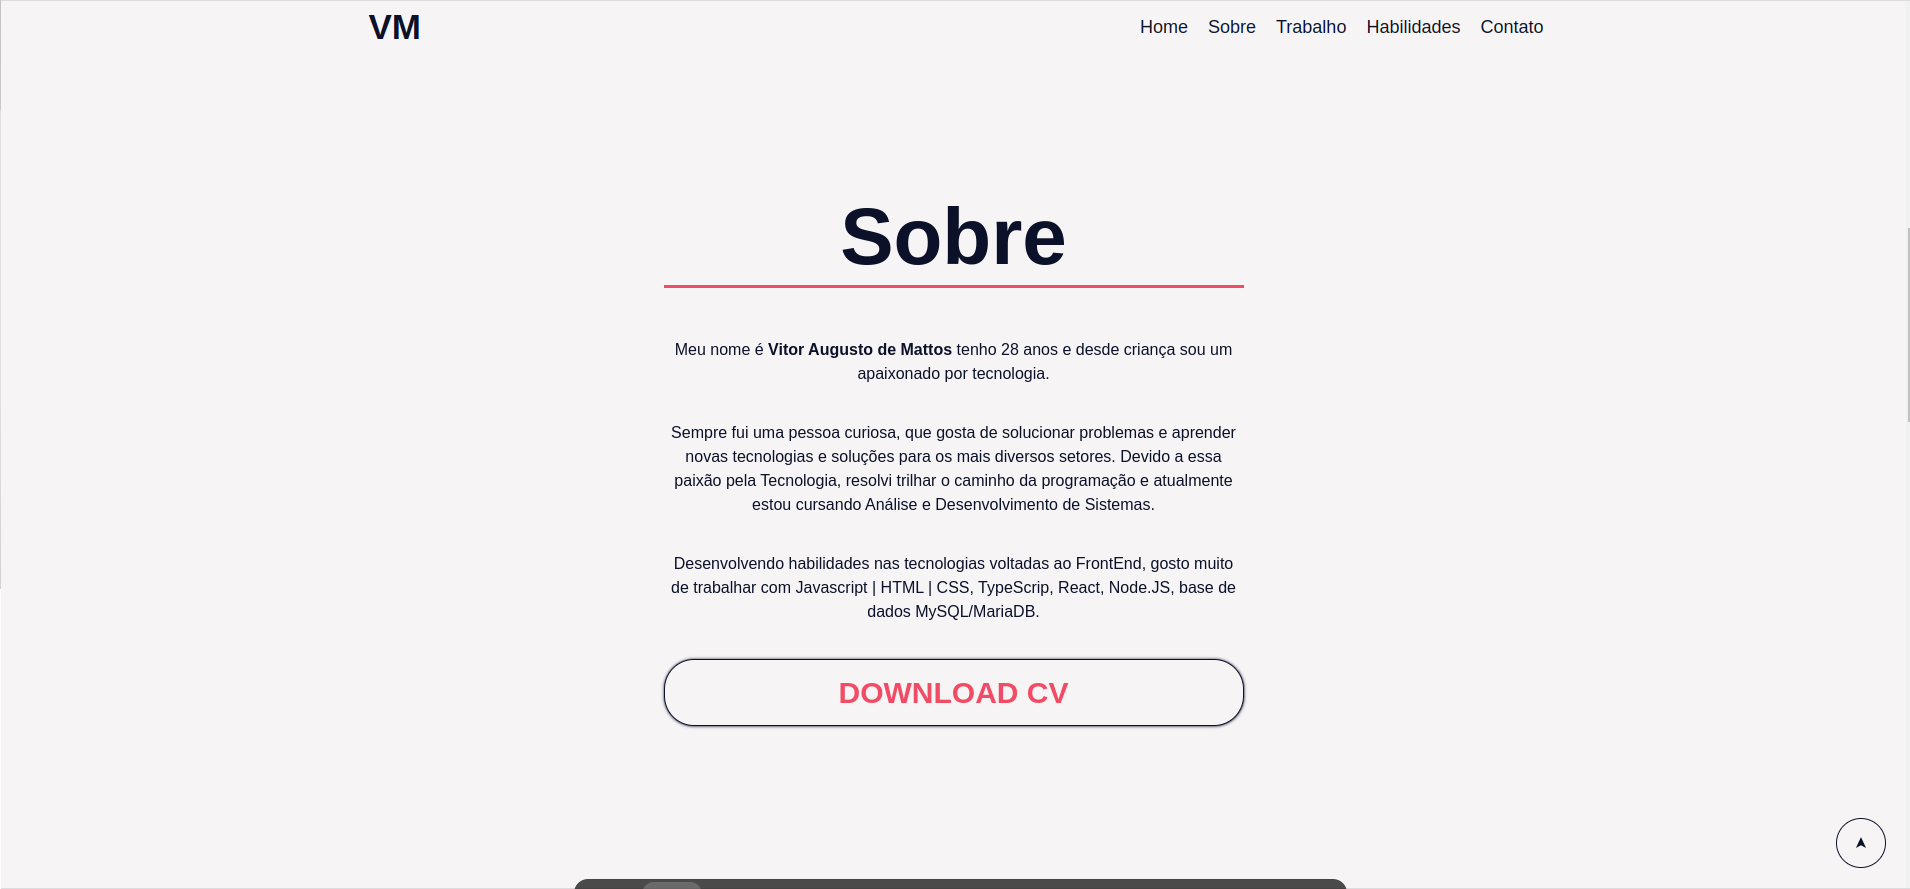 VM
Home Sobre Trabalho Habilidades Contato
Sobre
Meu nome é Vitor Augusto de Mattos tenho 28 anos e desde criança sou um
apaixonado por tecnologia.
Sempre fui uma pessoa curiosa, que gosta de solucionar problemas e aprender
novas tecnologias e soluções para os mais diversos setores. Devido a essa
paixão pela Tecnologia, resolvi trilhar o caminho da programação e atualmente
estou cursando Análise e Desenvolvimento de Sistemas.
Desenvolvendo habilidades nas tecnologias voltadas ao FrontEnd, gosto muito
de trabalhar com Javascript | HTML | CSS, TypeScrip, React, Node.JS, base de
dados MySQL/MariaDB.
DOWNLOAD CV